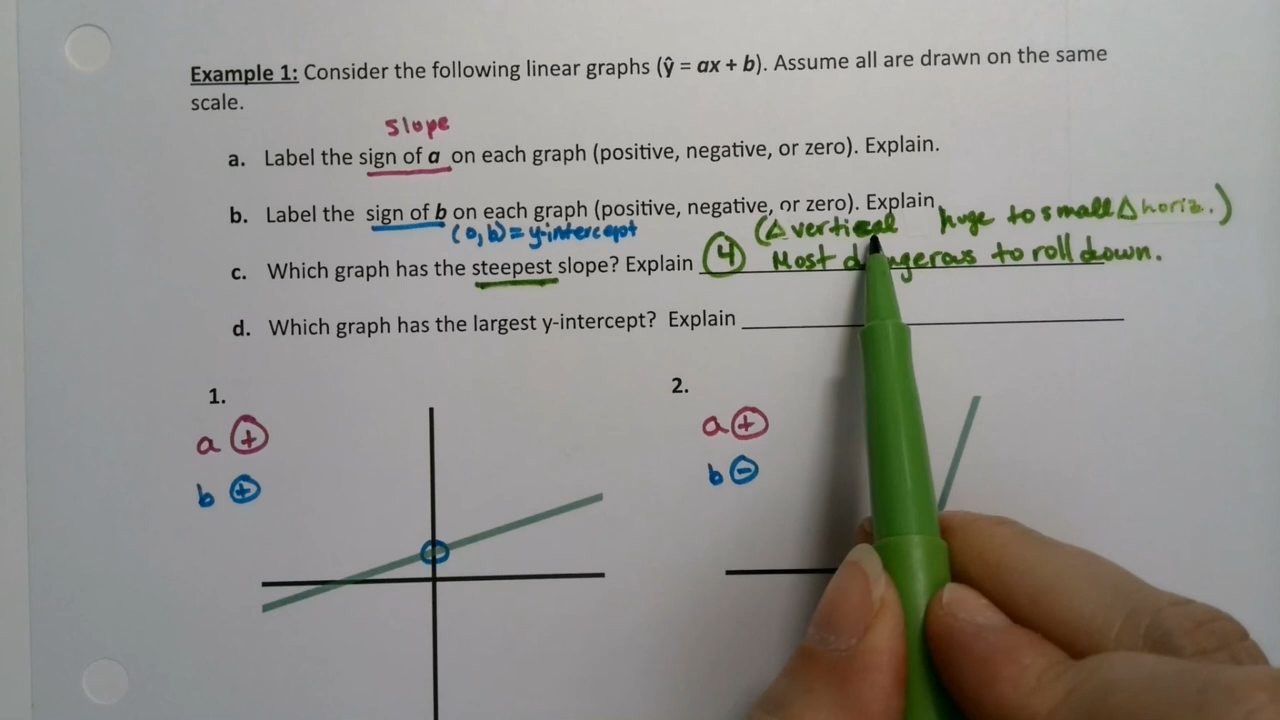 Example 1: Consider the following linear graphs (ŷ = ax + b). Assume all are drawn on the same
scale.
slope
a. Label the sign of a on each graph (positive, negative, or zero). Explain.
b. Label the sign of b on each graph (positive, negative, or zero). Explain.
(0, b) = y-intercept
(Δ vertical huge to small Δ horiz.)
c. Which graph has the steepest slope? Explain 4 Most dangerous to roll down.
d. Which graph has the largest y-intercept? Explain
1.
a +
b +
2.
a +
b −